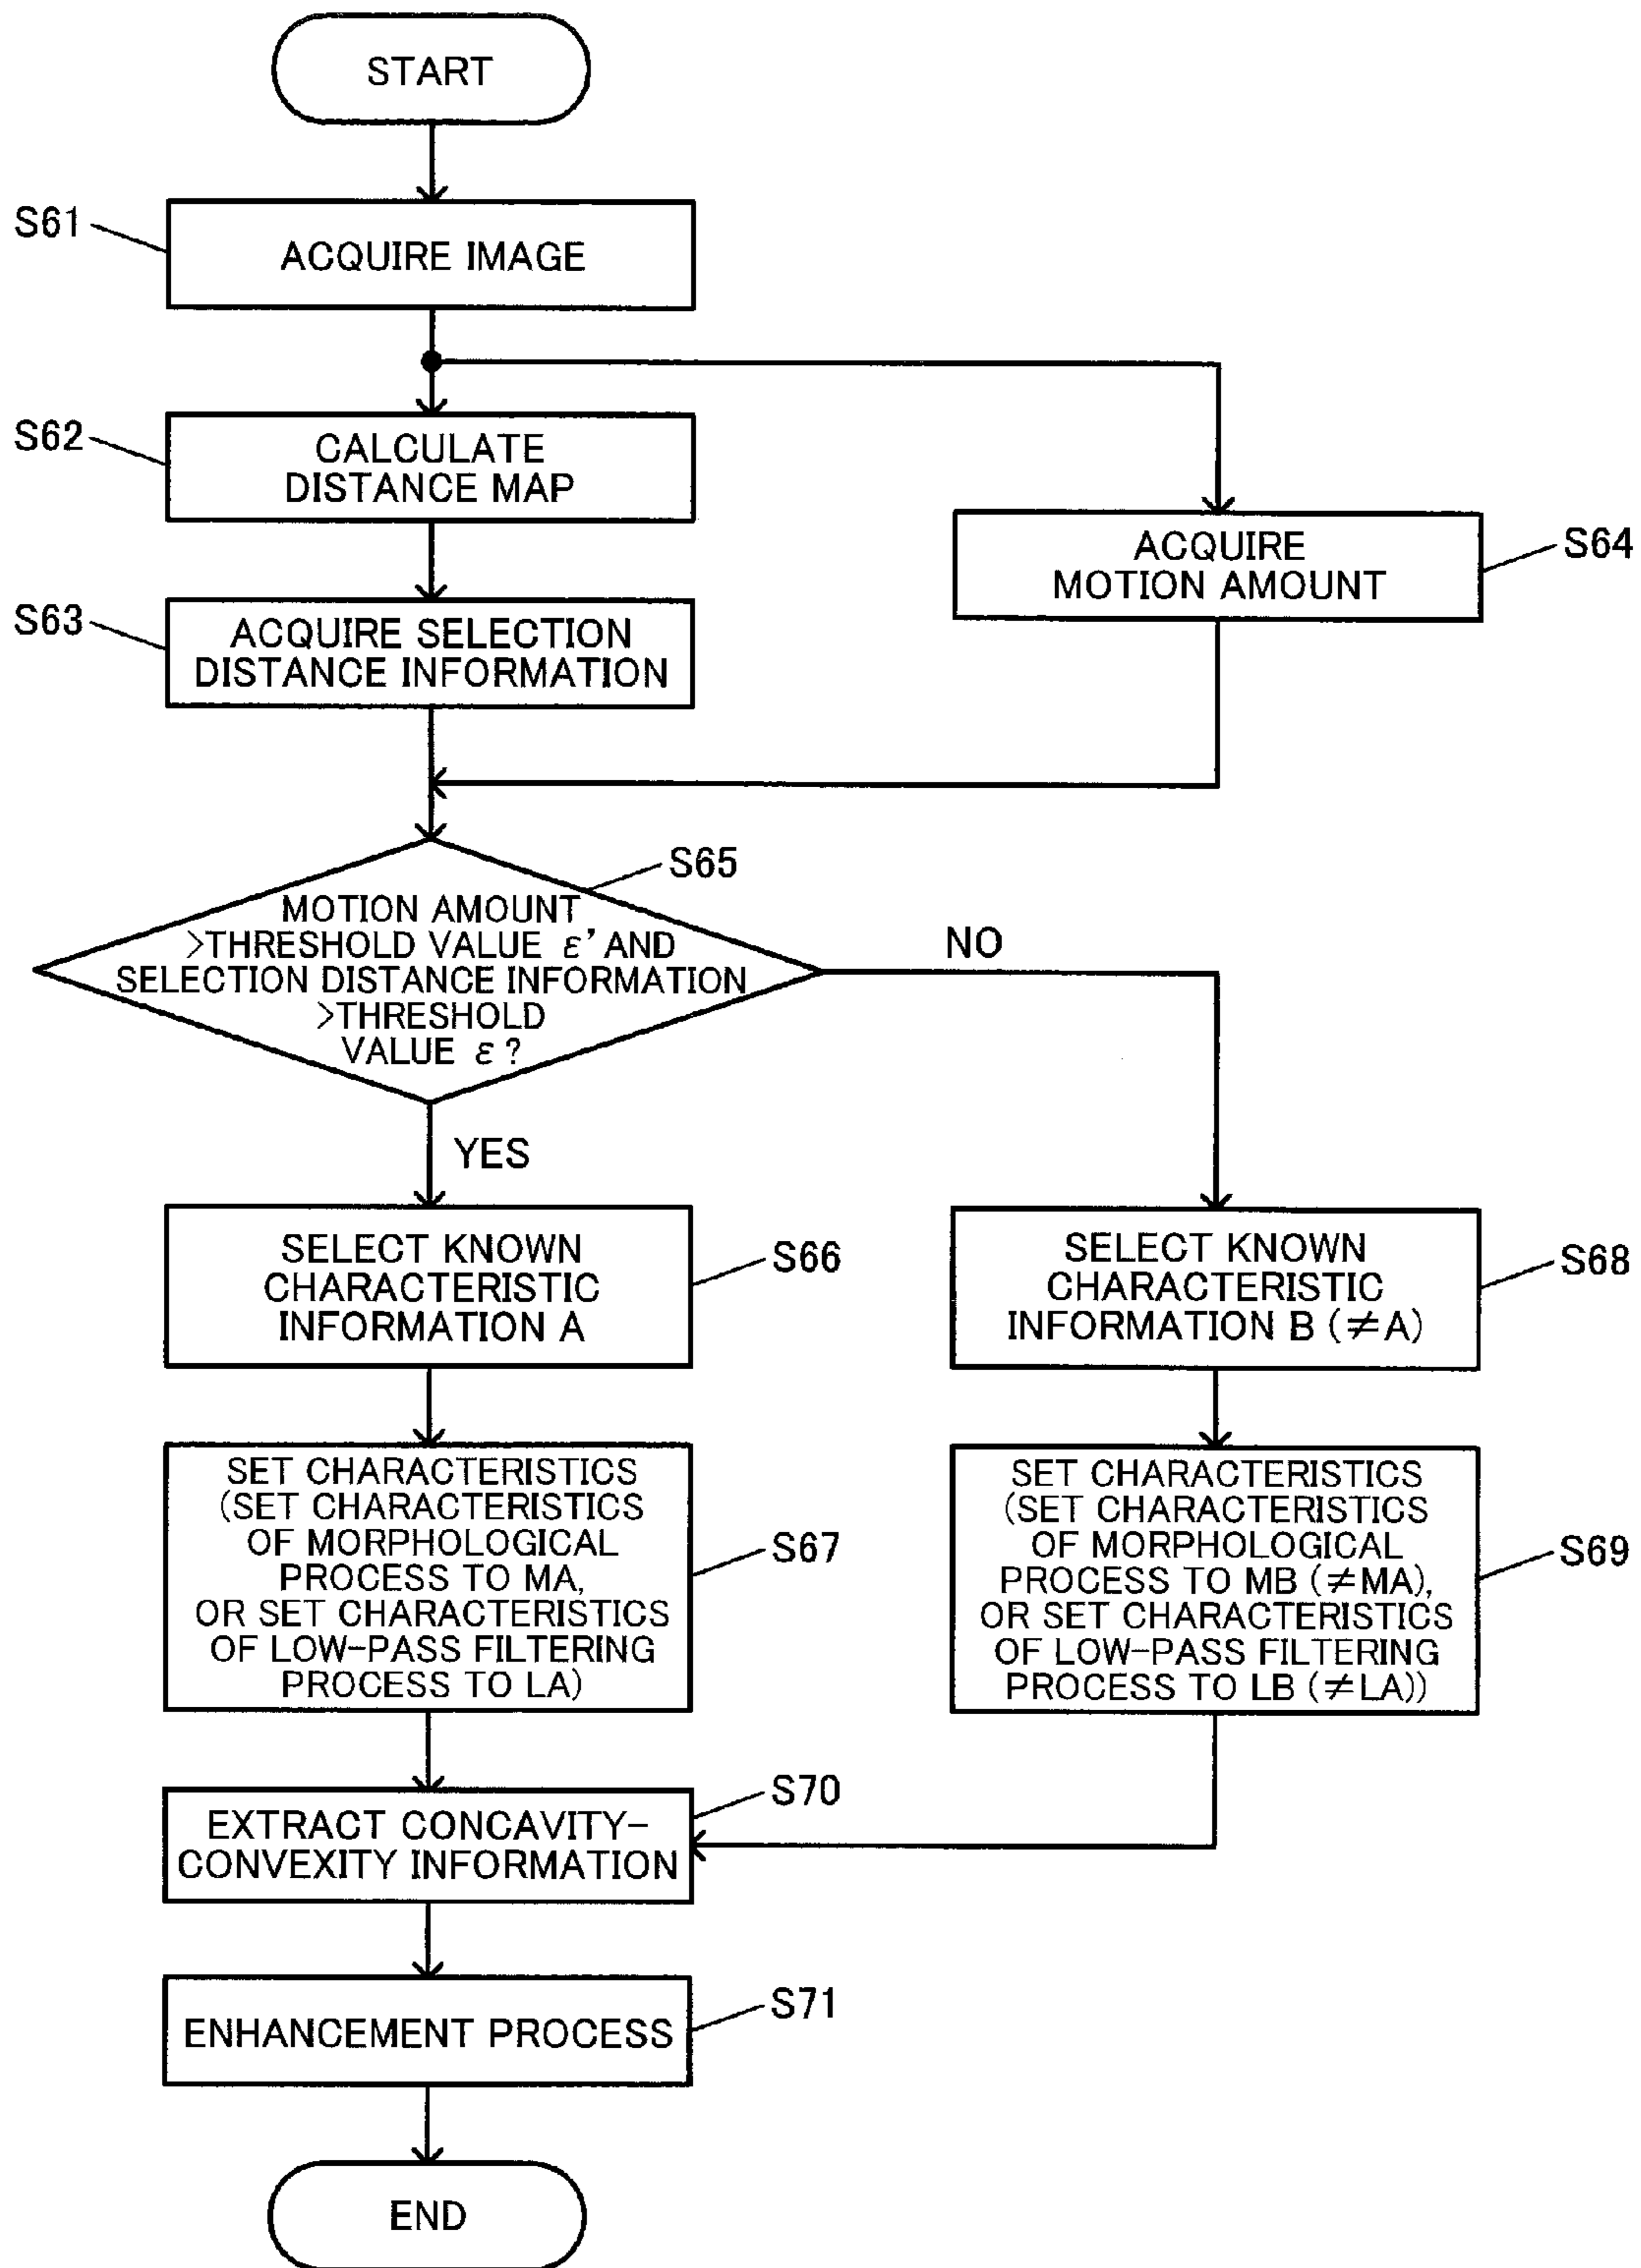 START
S61
ACQUIRE IMAGE
S62
CALCULATE
DISTANCE MAP
S63
ACQUIRE SELECTION
DISTANCE INFORMATION
ACQUIRE
MOTION AMOUNT
S64
S65
MOTION AMOUNT
>THRESHOLD VALUE ε' AND
SELECTION DISTANCE INFORMATION
>THRESHOLD
VALUE ε?
NO
YES
SELECT KNOWN
CHARACTERISTIC
INFORMATION A
S66
SELECT KNOWN
CHARACTERISTIC
INFORMATION B (≠A)
S68
SET CHARACTERISTICS
(SET CHARACTERISTICS
OF MORPHOLOGICAL
PROCESS TO MA,
OR SET CHARACTERISTICS
OF LOW-PASS FILTERING
PROCESS TO LA)
S67
SET CHARACTERISTICS
(SET CHARACTERISTICS
OF MORPHOLOGICAL
PROCESS TO MB (≠MA),
OR SET CHARACTERISTICS
OF LOW-PASS FILTERING
PROCESS TO LB (≠LA))
S69
S70
EXTRACT CONCAVITY-
CONVEXITY INFORMATION
S71
ENHANCEMENT PROCESS
END